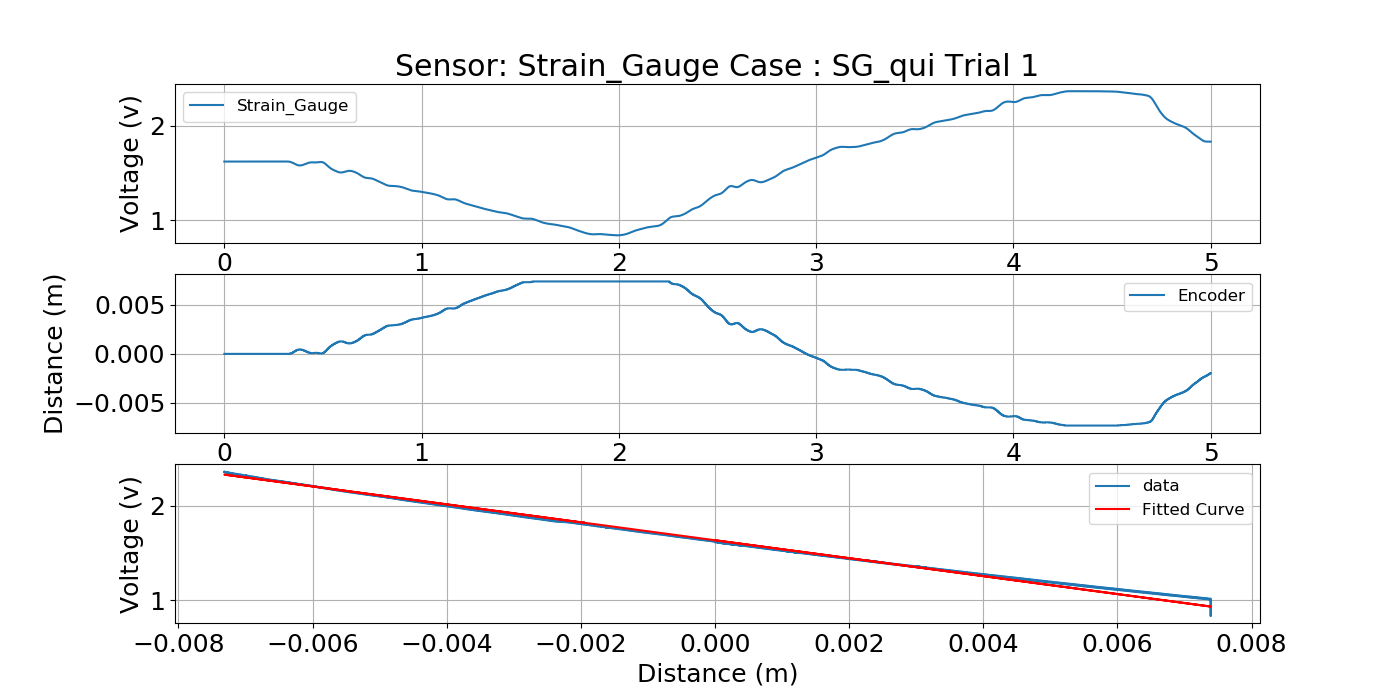 Sensor: Strain_Gauge Case : SG_qui Trial 1
Voltage (v)
2
1
Strain_Gauge
0 1 2 3 4 5
Distance (m)
0.005
0.000
−0.005
Encoder
0 1 2 3 4 5
Voltage (v)
2
1
data
Fitted Curve
−0.008 −0.006 −0.004 −0.002 0.000 0.002 0.004 0.006 0.008
Distance (m)